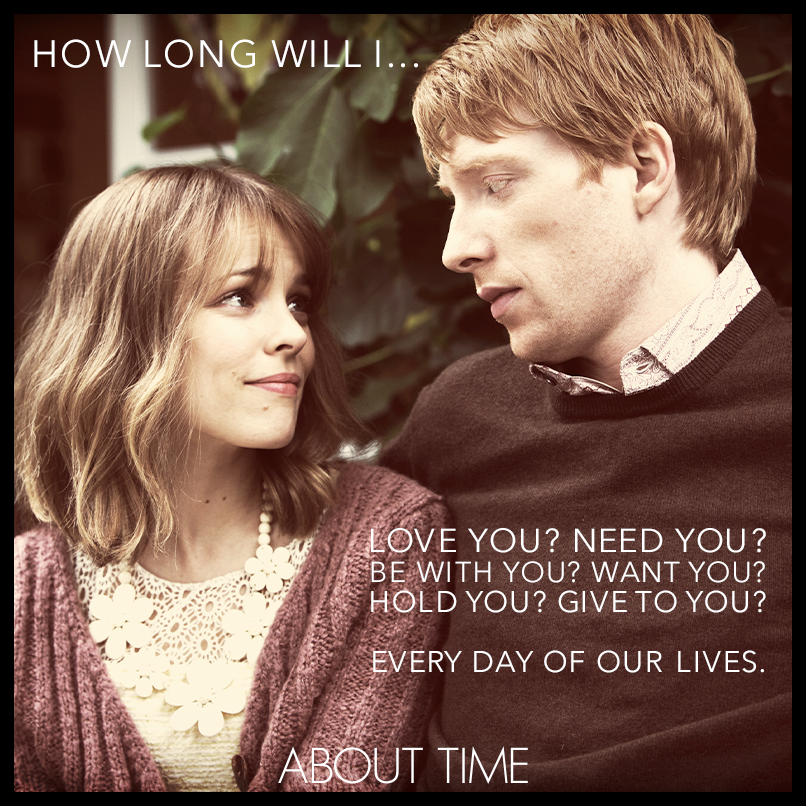 HOW LONG WILL I...
LOVE YOU? NEED YOU?
BE WITH YOU? WANT YOU?
HOLD YOU? GIVE TO YOU?
EVERY DAY OF OUR LIVES.
ABOUT TIME